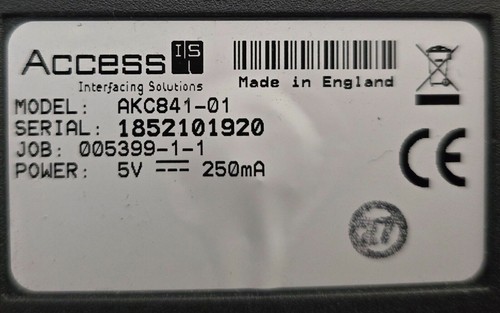 Access IS
Interfacing Solutions
Made in England
MODEL: AKC841-01
SERIAL: 1852101920
JOB: 005399-1-1
POWER: 5V ⎓ 250mA
CE